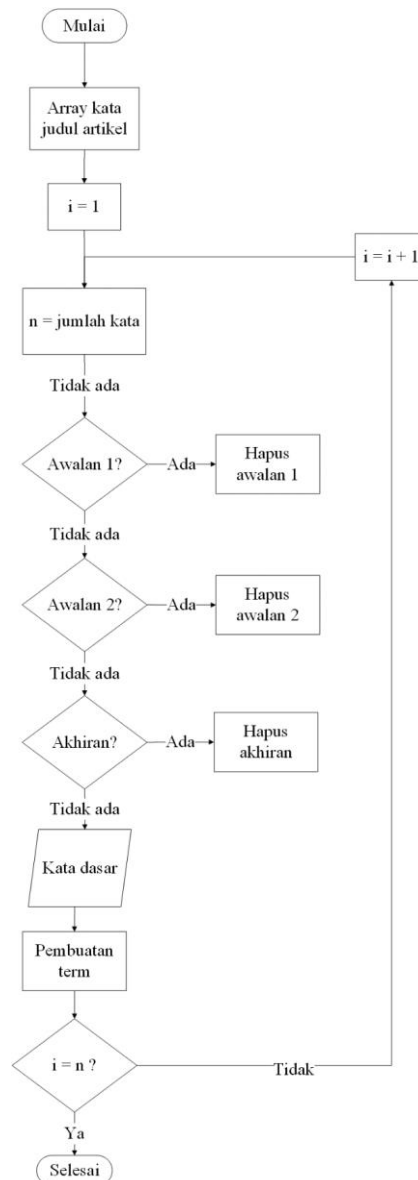 Mulai
Array kata
judul artikel
i = 1
i = i + 1
n = jumlah kata
Tidak ada
Awalan 1?
Ada
Hapus
awalan 1
Tidak ada
Awalan 2?
Ada
Hapus
awalan 2
Tidak ada
Akhiran?
Ada
Hapus
akhiran
Tidak ada
Kata dasar
Pembuatan
term
i = n ?
Tidak
Ya
Selesai